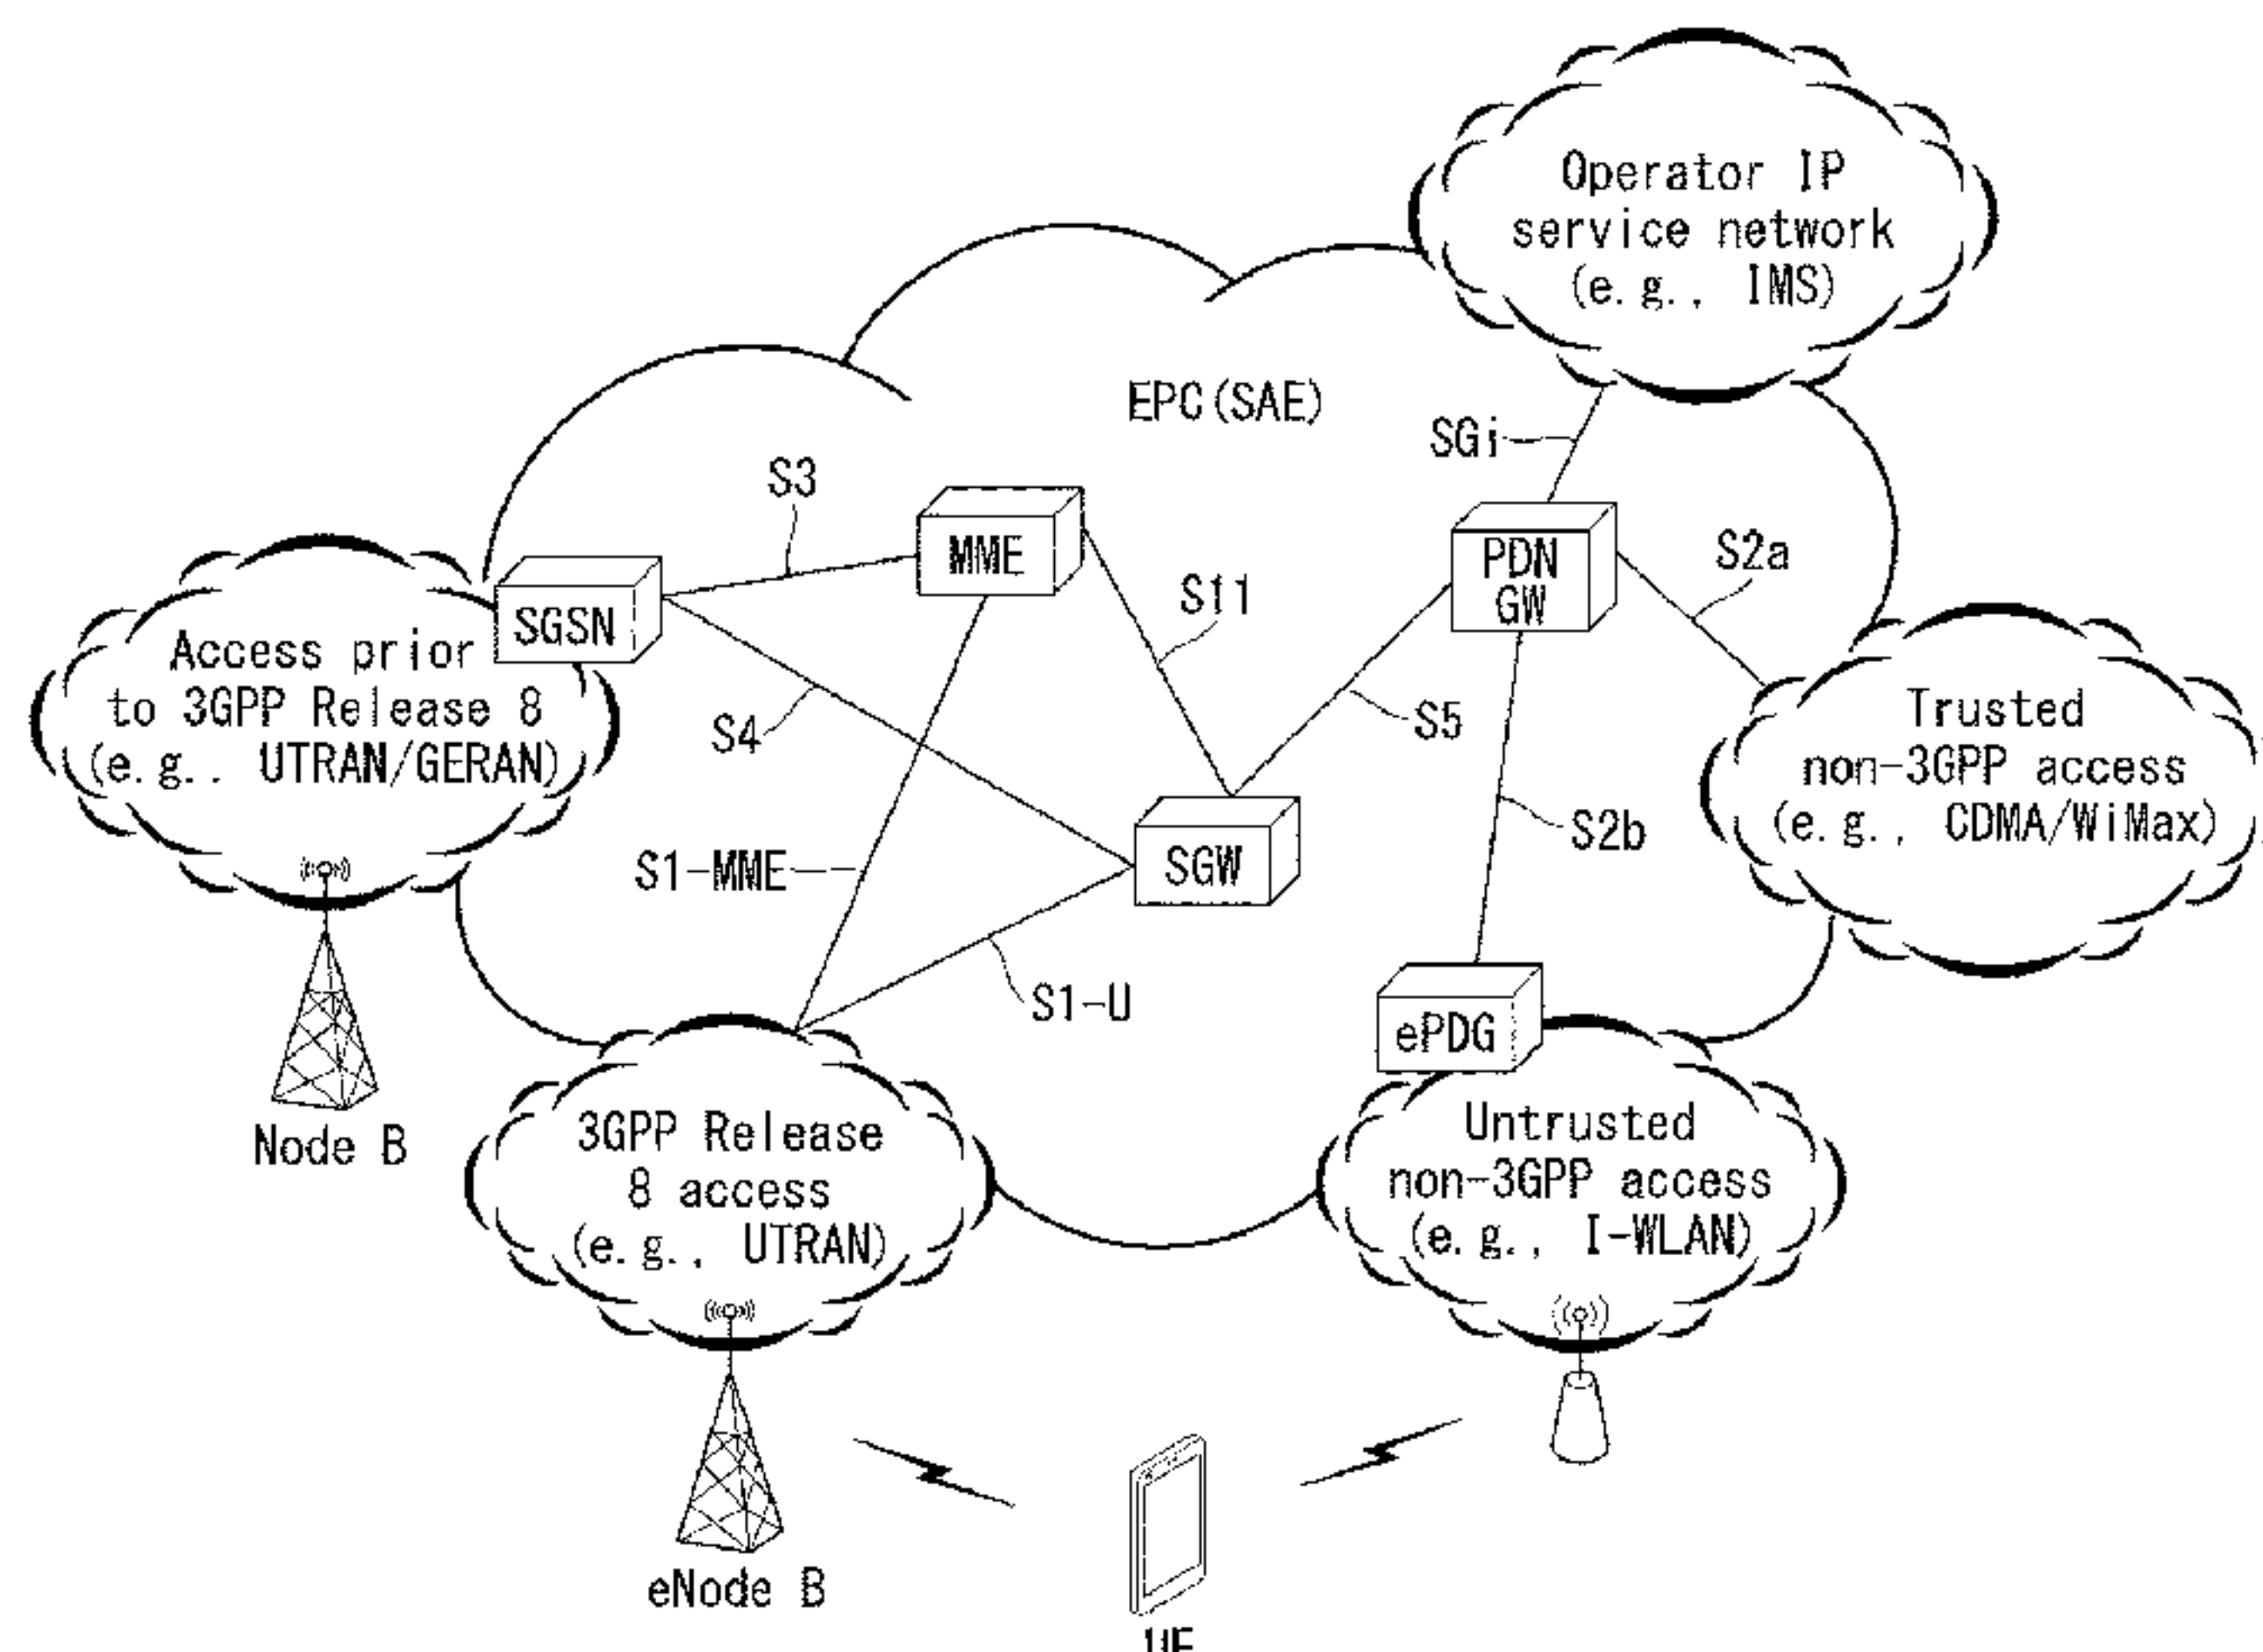 Operator IP
service network
(e.g., IMS)
EPC(SAE)
SGi
S3
MME
PDN
GW
S2a
S11
SGSN
Access prior
to 3GPP Release 8
(e.g., UTRAN/GERAN)
S4
S5
Trusted
non-3GPP access
(e.g., CDMA/WiMax)
S2b
S1-MME
SGW
S1-U
ePDG
Node B
3GPP Release
8 access
(e.g., UTRAN)
Untrusted
non-3GPP access
(e.g., I-WLAN)
eNode B
UE